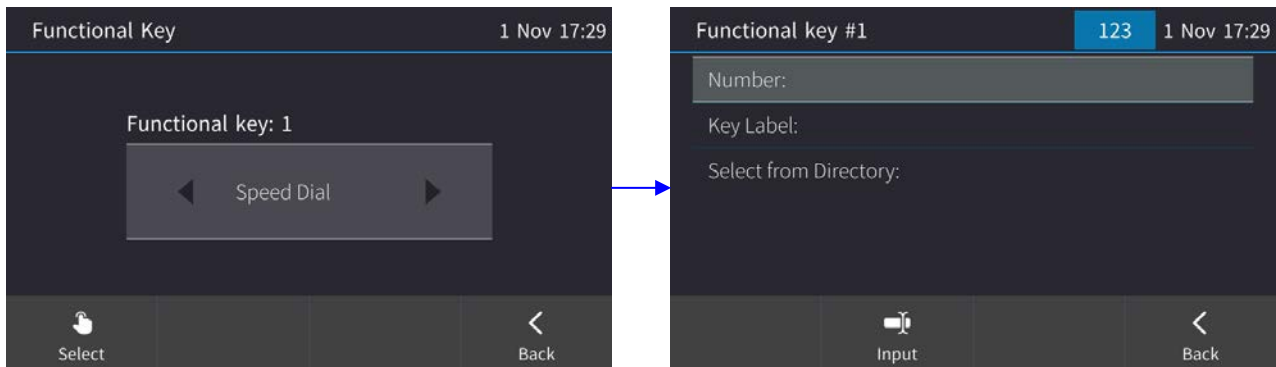 Functional Key 1 Nov 17:29
Functional key: 1
Speed Dial
Select Back
Functional key #1 123 1 Nov 17:29
Number:
Key Label:
Select from Directory:
Input Back